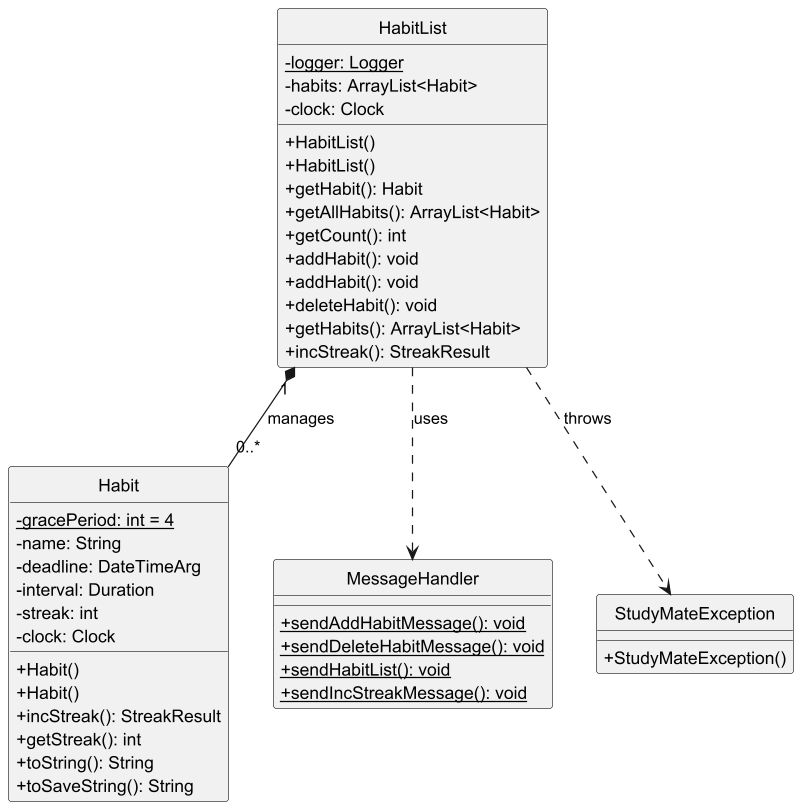 HabitList
-logger: Logger
-habits: ArrayList<Habit>
-clock: Clock
+HabitList()
+HabitList()
+getHabit(): Habit
+getAllHabits(): ArrayList<Habit>
+getCount(): int
+addHabit(): void
+addHabit(): void
+deleteHabit(): void
+getHabits(): ArrayList<Habit>
+incStreak(): StreakResult
1
manages
uses
throws
0..*
Habit
-gracePeriod: int = 4
-name: String
-deadline: DateTimeArg
-interval: Duration
-streak: int
-clock: Clock
+Habit()
+Habit()
+incStreak(): StreakResult
+getStreak(): int
+toString(): String
+toSaveString(): String
MessageHandler
+sendAddHabitMessage(): void
+sendDeleteHabitMessage(): void
+sendHabitList(): void
+sendIncStreakMessage(): void
StudyMateException
+StudyMateException()